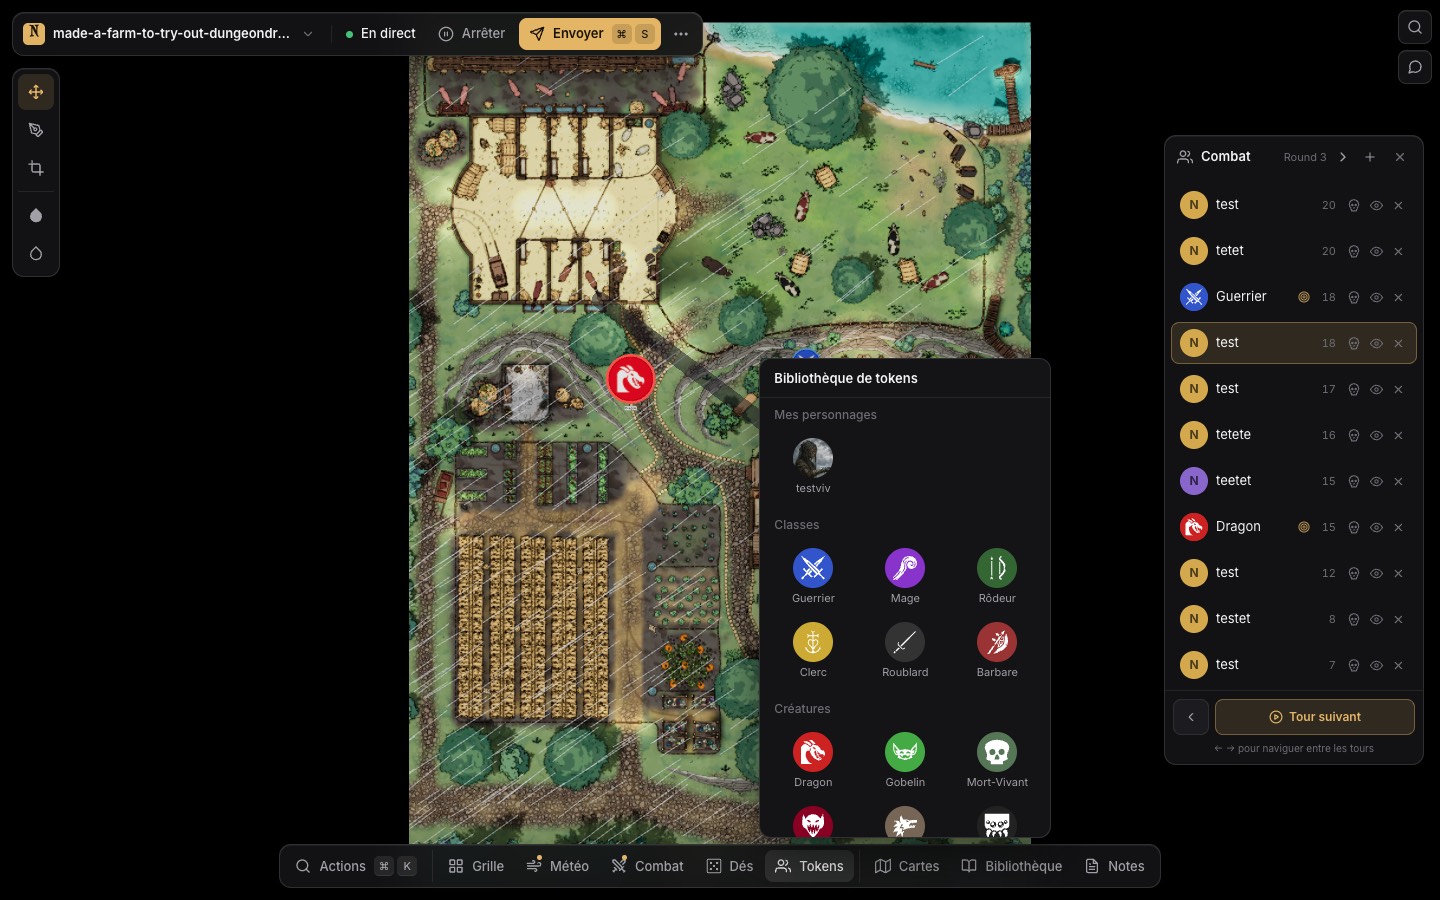 N made-a-farm-to-try-out-dungeondr... En direct Arrêter Envoyer ⌘ S
Combat Round 3
N test 20
N tetet 20
Guerrier 18
N test 18
N test 17
N tetete 16
N teetet 15
Dragon 15
N test 12
N testet 8
N test 7
Tour suivant
← → pour naviguer entre les tours
Bibliothèque de tokens
Mes personnages
testviv
Classes
Guerrier Mage Rôdeur
Clerc Roublard Barbare
Créatures
Dragon Gobelin Mort-Vivant
Actions ⌘ K Grille Météo Combat Dés Tokens Cartes Bibliothèque Notes